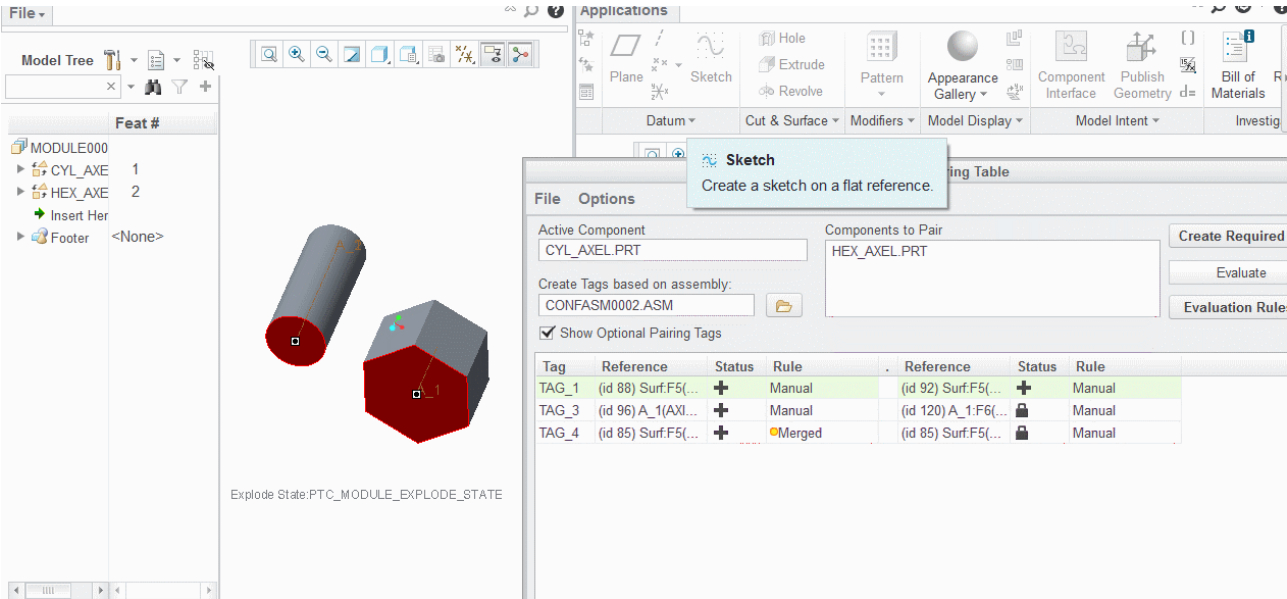 File
Applications
Model Tree
Plane
Sketch
Hole
Extrude
Revolve
Pattern
Appearance
Gallery
Component
Interface
Publish
Geometry
d=
Bill of
Materials
Datum
Cut & Surface
Modifiers
Model Display
Model Intent
Investig
Feat #
MODULE000
CYL_AXE 1
HEX_AXE 2
Insert Her
Footer <None>
Sketch
Create a sketch on a flat reference.
ring Table
File Options
Active Component
CYL_AXEL.PRT
Components to Pair
HEX_AXEL.PRT
Create Required
Evaluate
Evaluation Rule
Create Tags based on assembly:
CONFASM0002.ASM
Show Optional Pairing Tags
Tag Reference Status Rule . Reference Status Rule
TAG_1 (id 88) Surf:F5(... Manual (id 92) Surf:F5(... Manual
TAG_3 (id 96) A_1(AXI... Manual (id 120) A_1:F6(... Manual
TAG_4 (id 85) Surf:F5(... Merged (id 85) Surf:F5(... Manual
A_1
Explode State:PTC_MODULE_EXPLODE_STATE